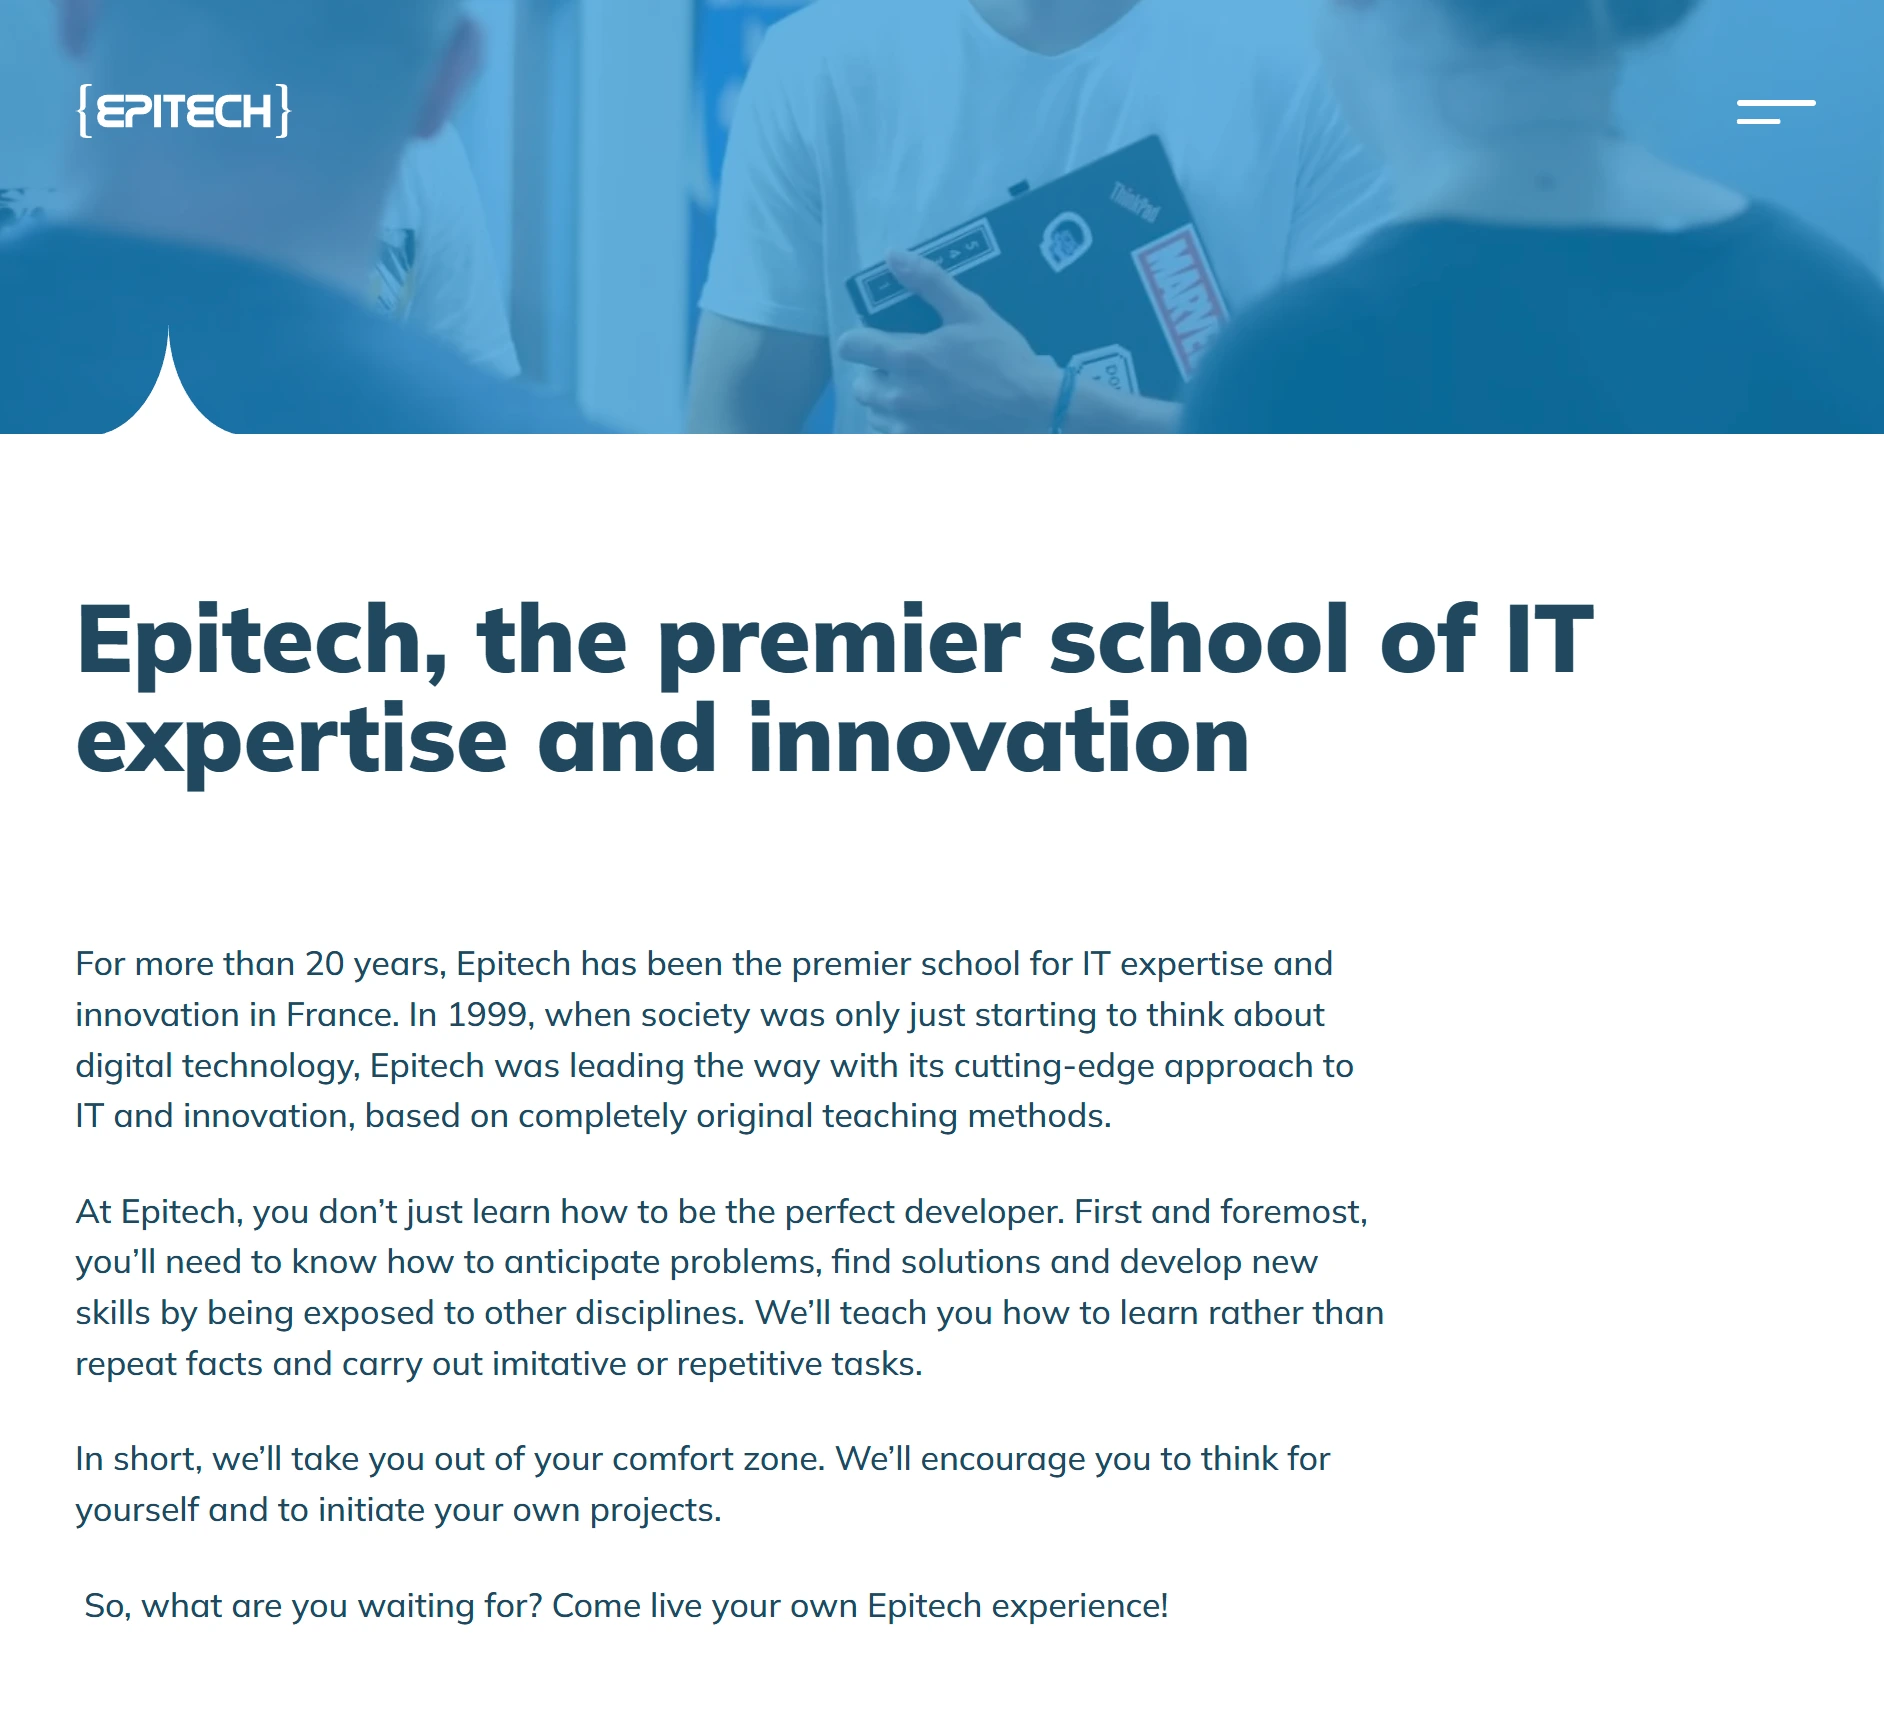 {EPITECH}
ThinkPad
MARVEL
Epitech, the premier school of IT
expertise and innovation
For more than 20 years, Epitech has been the premier school for IT expertise and
innovation in France. In 1999, when society was only just starting to think about
digital technology, Epitech was leading the way with its cutting-edge approach to
IT and innovation, based on completely original teaching methods.
At Epitech, you don’t just learn how to be the perfect developer. First and foremost,
you’ll need to know how to anticipate problems, find solutions and develop new
skills by being exposed to other disciplines. We’ll teach you how to learn rather than
repeat facts and carry out imitative or repetitive tasks.
In short, we’ll take you out of your comfort zone. We’ll encourage you to think for
yourself and to initiate your own projects.
So, what are you waiting for? Come live your own Epitech experience!